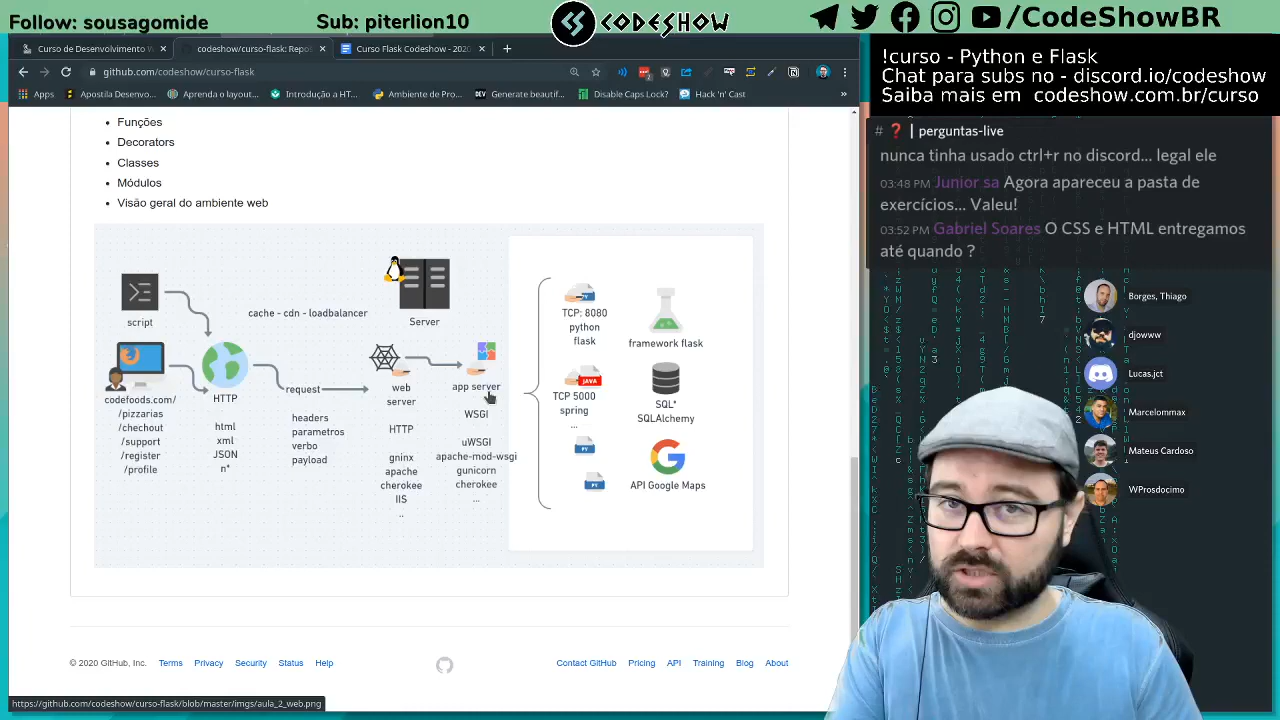 Follow: sousagomide
Sub: piterlion10
CODESHOW
/CodeShowBR
Curso de Desenvolvimento W
codeshow/curso-flask: Repo
Curso Flask Codeshow - 2020
github.com/codeshow/curso-flask
Apps
Apostila Desenvo...
Aprenda o layout...
Introdução a HT...
Ambiente de Pro...
DEV
Generate beautif...
Disable Caps Lock?
Hack 'n' Cast
»
!curso - Python e Flask
Chat para subs no - discord.io/codeshow
Saiba mais em codeshow.com.br/curso
# ❓ | perguntas-live
nunca tinha usado ctrl+r no discord... legal ele
03:48 PM Junior sa Agora apareceu a pasta de
exercícios... Valeu!
03:52 PM Gabriel Soares O CSS e HTML entregamos
até quando ?
Borges, Thiago
djowww
Lucas.jct
Marcelommax
Mateus Cardoso
WProsdocimo
• Funções
• Decorators
• Classes
• Módulos
• Visão geral do ambiente web
script
codefoods.com/
/pizzarias
/chechout
/support
/register
/profile
HTTP
html
xml
JSON
n*
cache - cdn - loadbalancer
request
headers
parametros
verbo
payload
Server
web
server
HTTP
gninx
apache
cherokee
IIS
..
app server
WSGI
uWSGI
apache-mod-wsgi
gunicorn
cherokee
...
PY
TCP: 8080
python
flask
JAVA
TCP 5000
spring
...
PY
PY
framework flask
SQL*
SQLAlchemy
API Google Maps
© 2020 GitHub, Inc.
Terms
Privacy
Security
Status
Help
Contact GitHub
Pricing
API
Training
Blog
About
https://github.com/codeshow/curso-flask/blob/master/imgs/aula_2_web.png